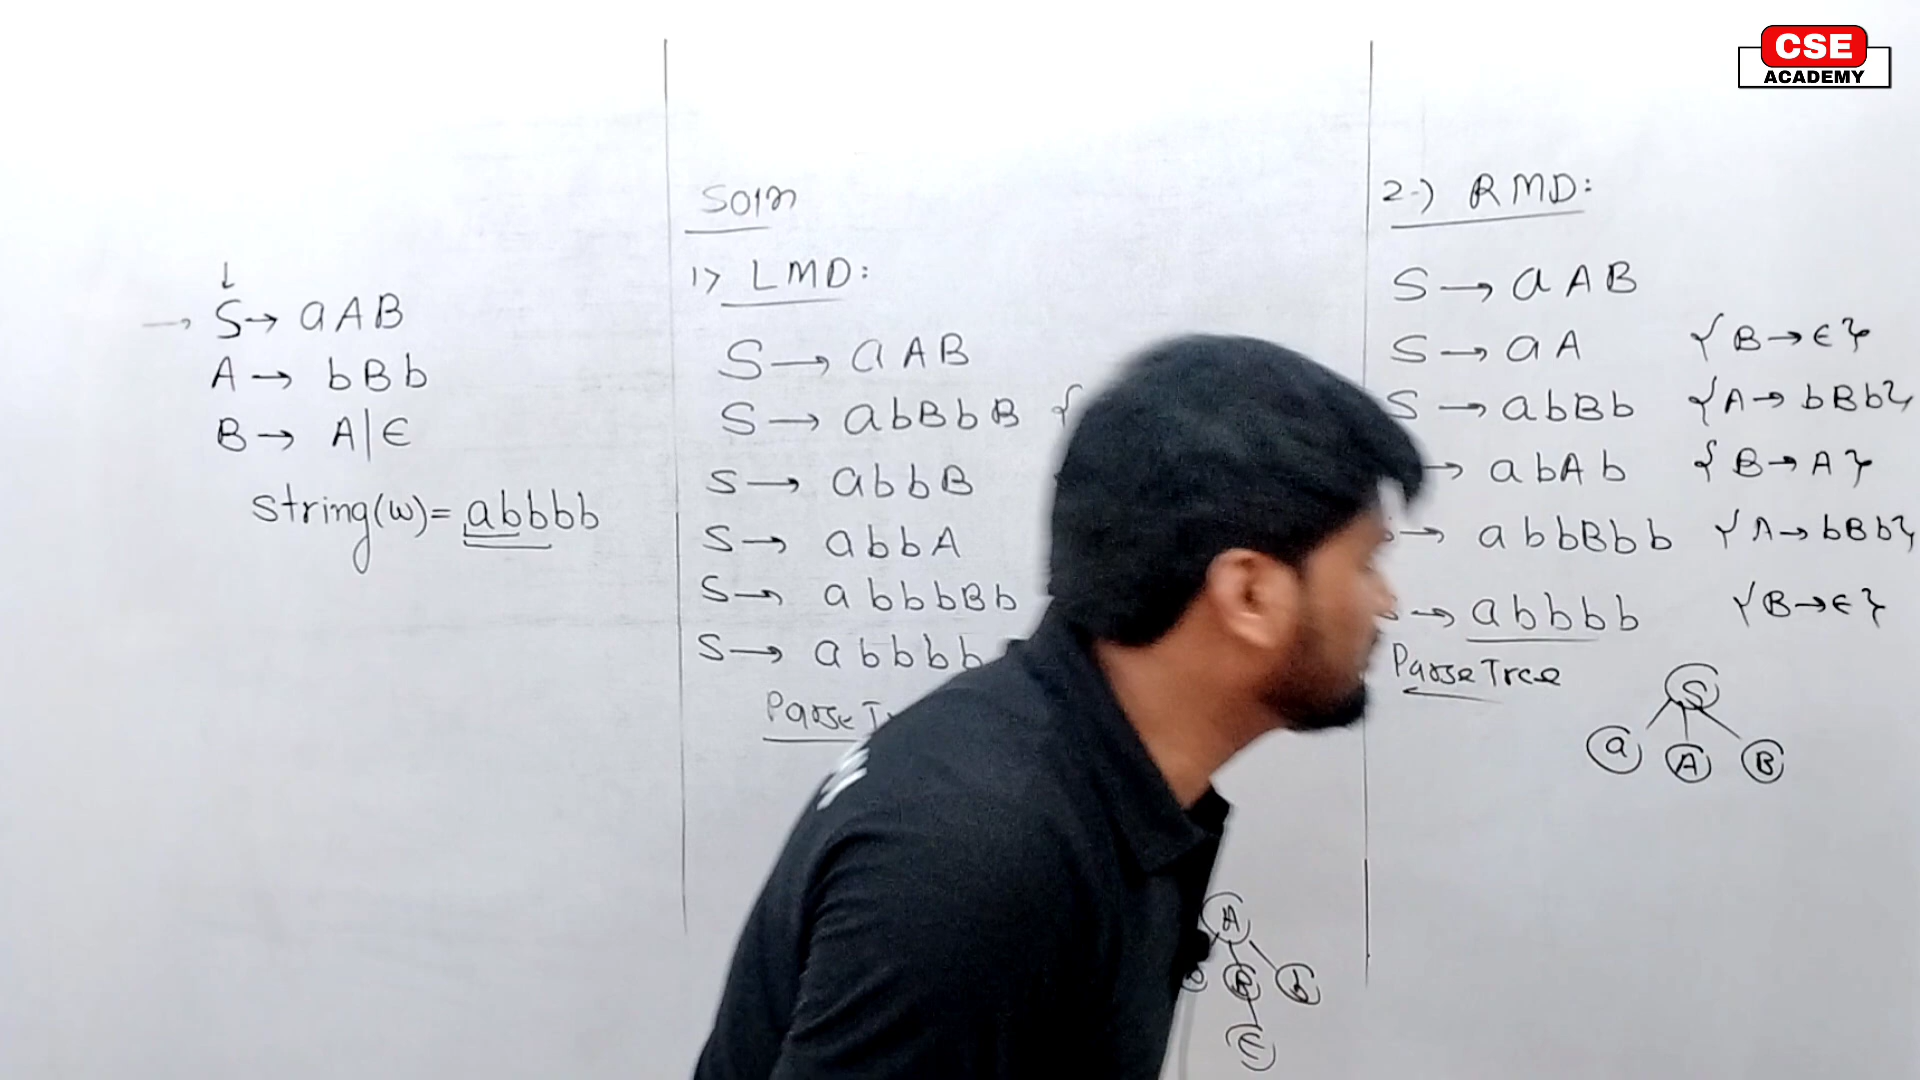 CSE
ACADEMY
S → aAB
A → bBb
B → A|ϵ
string(w)= abbbb
Soln
1) LMD:
S → aAB
S → abBbB {
S → abbB
S → abbA
S → abbbBb
S → abbbb
Parse
2.) RMD:
S → aAB
S → aA { B → ϵ }
S → abBb { A → bBb }
→ abAb { B → A }
→ abbBbb { A → bBb }
→ abbbb { B → ϵ }
Parse Tree
S
a A B
A
B b
ϵ